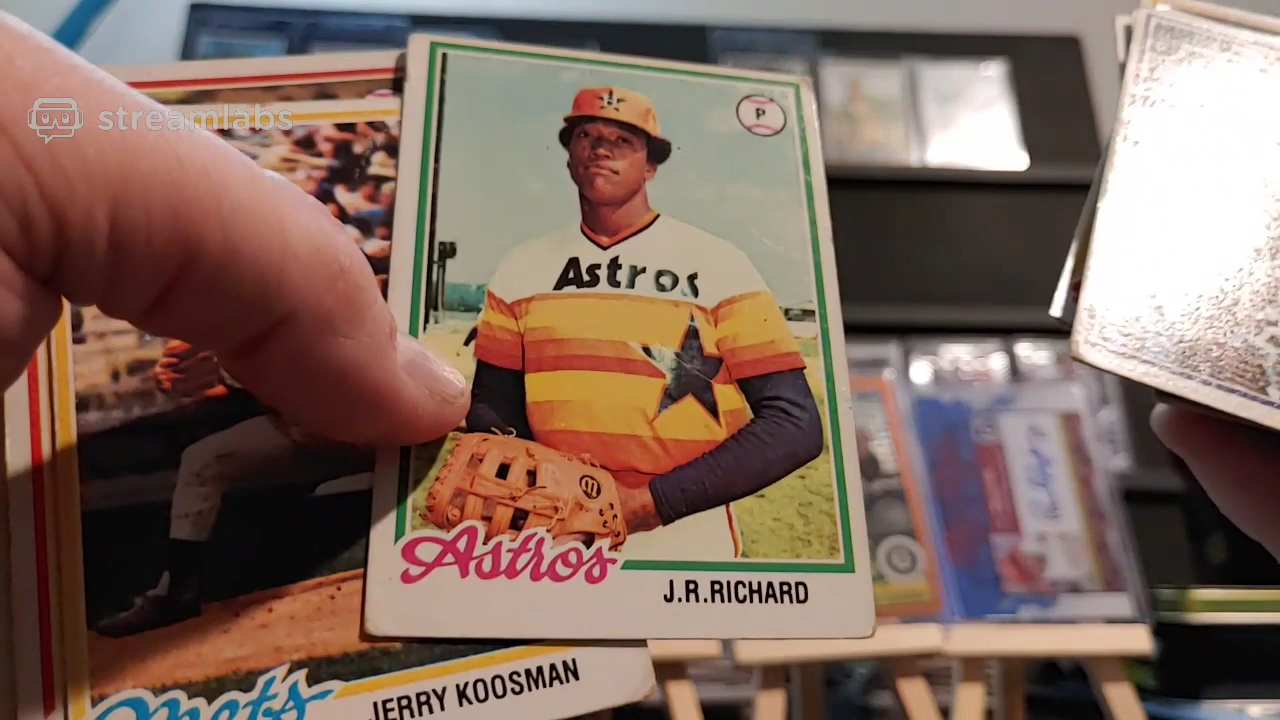 streamlabs
P
Astros
Astros
J.R.RICHARD
Mets
JERRY KOOSMAN